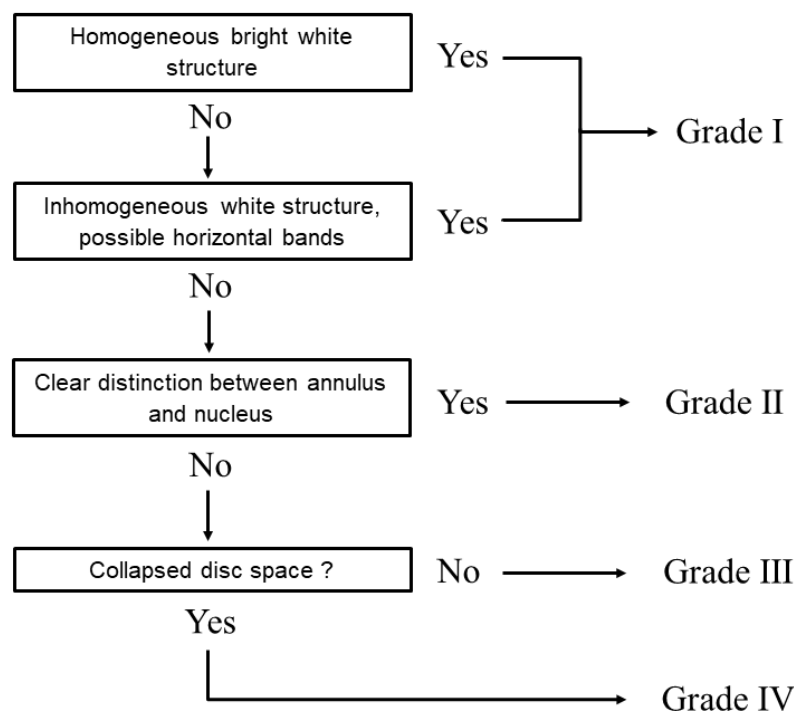 Homogeneous bright white
structure
Yes
No
Grade I
Inhomogeneous white structure,
possible horizontal bands
Yes
No
Clear distinction between annulus
and nucleus
Yes
Grade II
No
Collapsed disc space ?
No
Grade III
Yes
Grade IV